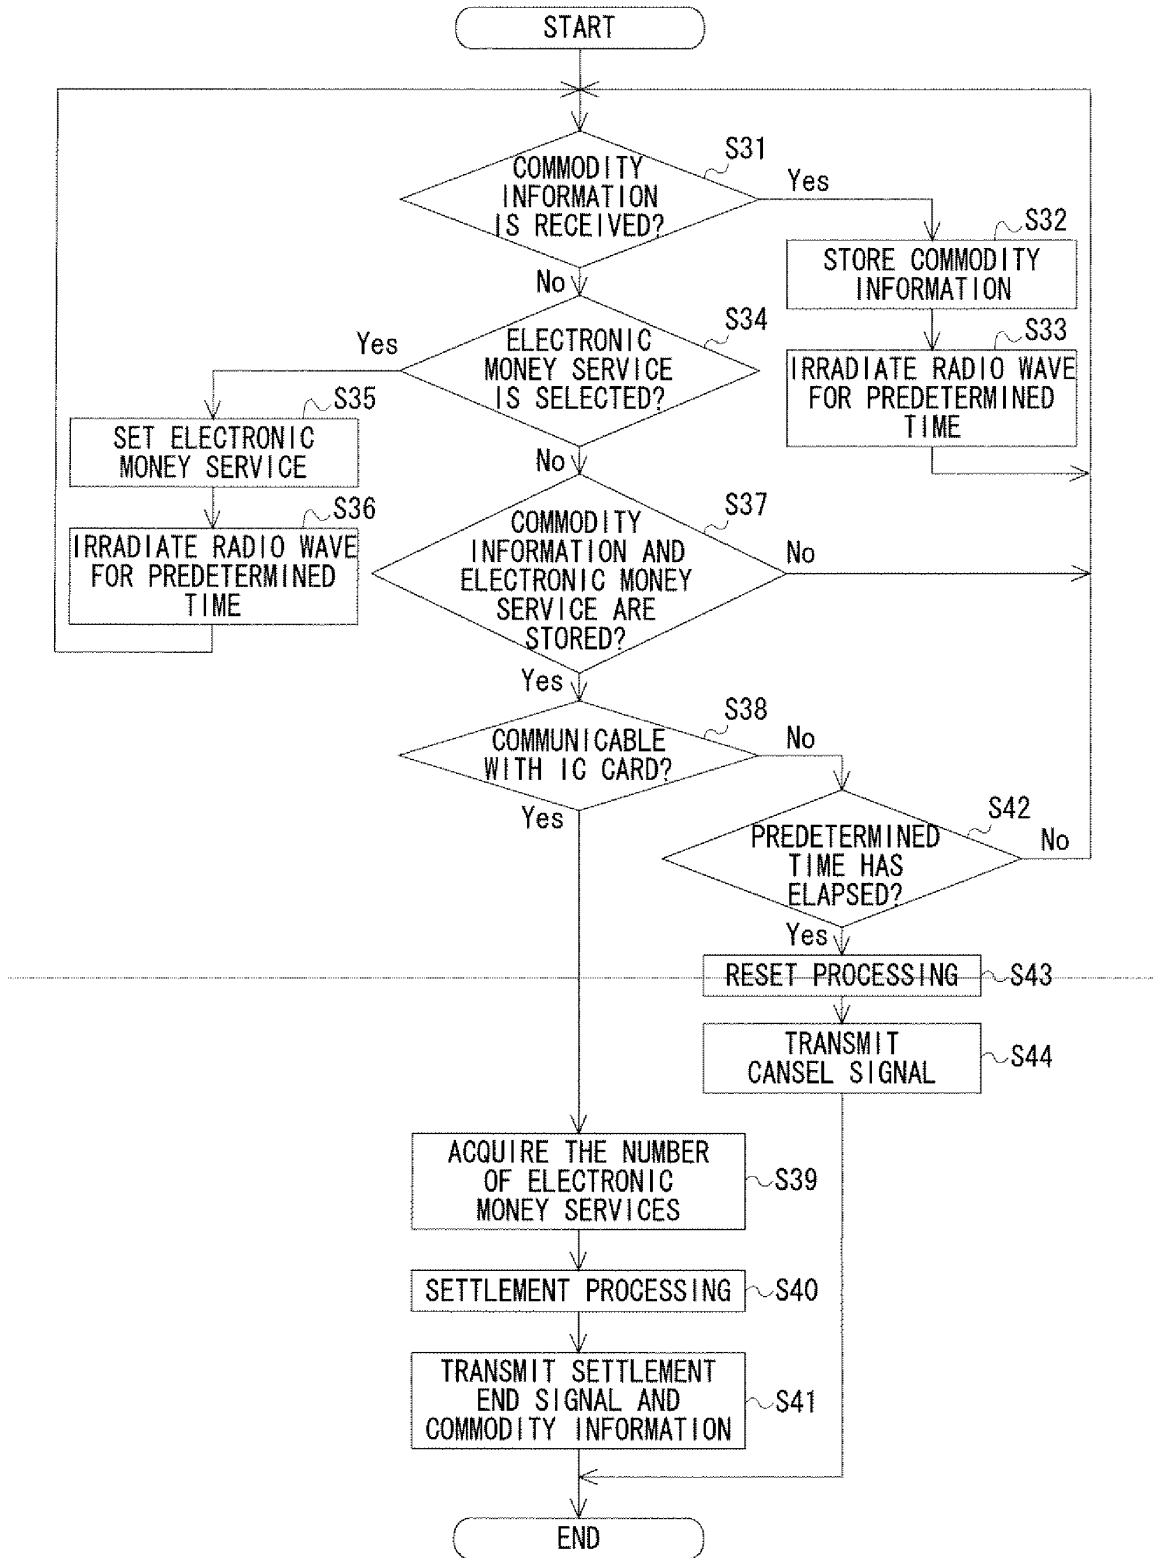 START
S31
COMMODITY
INFORMATION
IS RECEIVED?
Yes
No
S32
STORE COMMODITY
INFORMATION
S33
IRRADIATE RADIO WAVE
FOR PREDETERMINED
TIME
S34
ELECTRONIC
MONEY SERVICE
IS SELECTED?
Yes
No
S35
SET ELECTRONIC
MONEY SERVICE
S36
IRRADIATE RADIO WAVE
FOR PREDETERMINED
TIME
S37
COMMODITY
INFORMATION AND
ELECTRONIC MONEY
SERVICE ARE
STORED?
No
Yes
S38
COMMUNICABLE
WITH IC CARD?
No
Yes
S42
PREDETERMINED
TIME HAS
ELAPSED?
No
Yes
RESET PROCESSING
S43
TRANSMIT
CANSEL SIGNAL
S44
ACQUIRE THE NUMBER
OF ELECTRONIC
MONEY SERVICES
S39
SETTLEMENT PROCESSING
S40
TRANSMIT SETTLEMENT
END SIGNAL AND
COMMODITY INFORMATION
S41
END